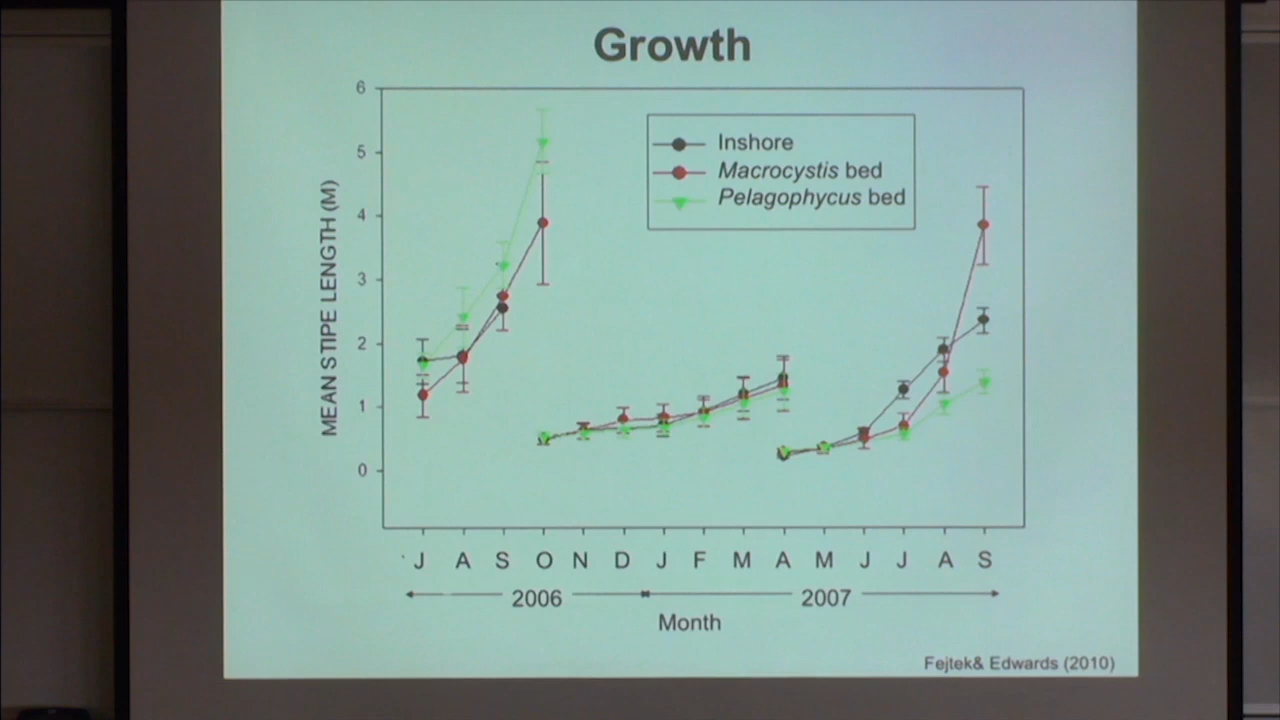 Growth
6
5
4
3
2
1
0
MEAN STIPE LENGTH (M)
Inshore
Macrocystis bed
Pelagophycus bed
J A S O N D J F M A M J J A S
2006 2007
Month
Fejtek& Edwards (2010)